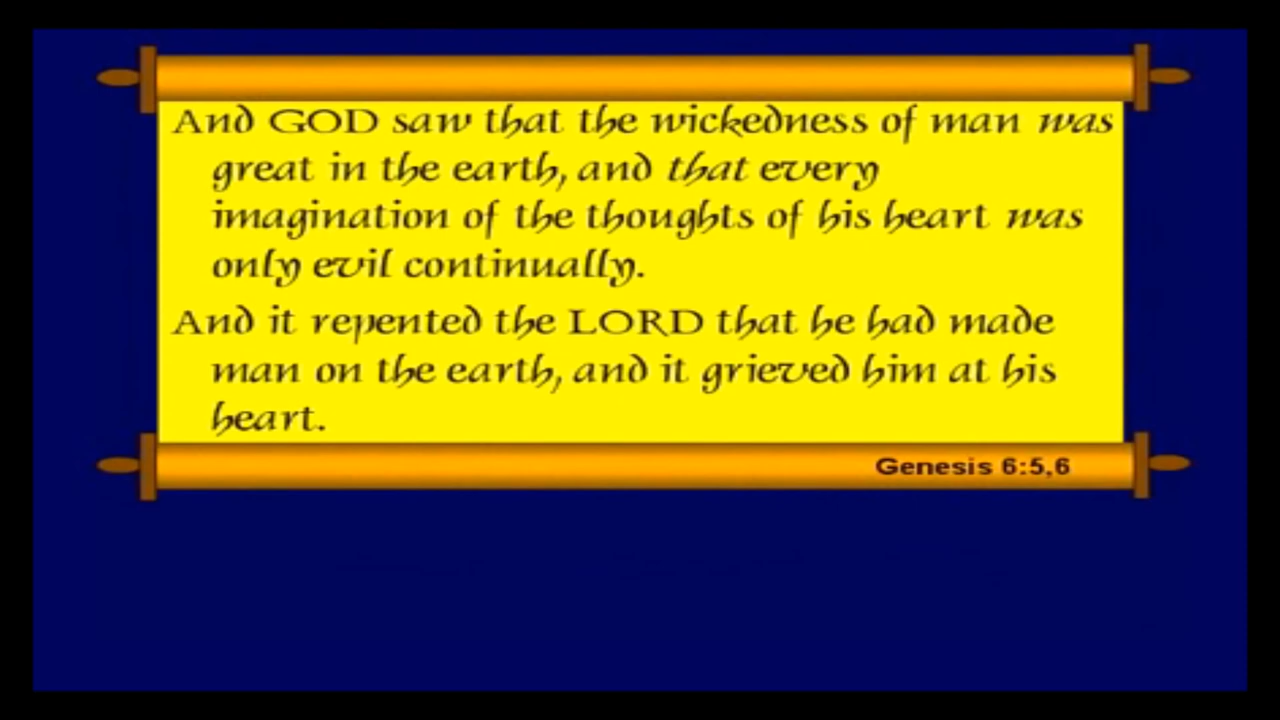 And GOD saw that the wickedness of man was
great in the earth, and that every
imagination of the thoughts of his heart was
only evil continually.
And it repented the LORD that he had made
man on the earth, and it grieved him at his
heart.
Genesis 6:5,6